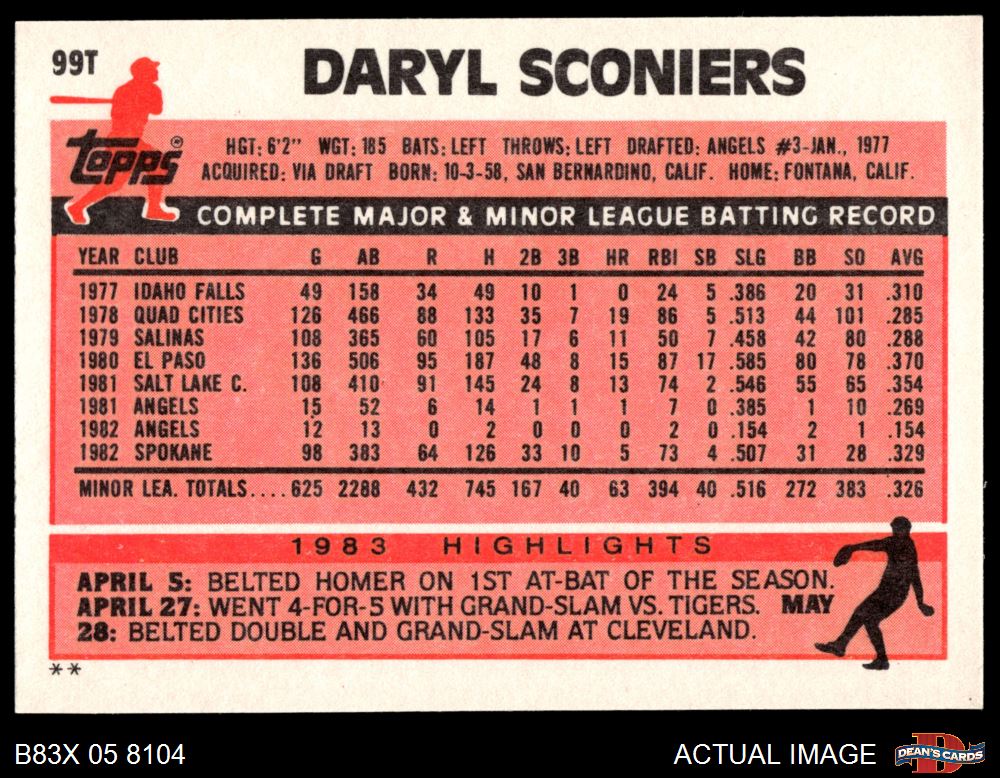 99T
DARYL SCONIERS
topps®
HGT: 6'2" WGT: 185 BATS: LEFT THROWS: LEFT DRAFTED: ANGELS #3-JAN., 1977
ACQUIRED: VIA DRAFT BORN: 10-3-58, SAN BERNARDINO, CALIF. HOME: FONTANA, CALIF.
COMPLETE MAJOR & MINOR LEAGUE BATTING RECORD
YEAR CLUB G AB R H 2B 3B HR RBI SB SLG BB SO AVG
1977 IDAHO FALLS 49 158 34 49 10 1 0 24 5 .386 20 31 .310
1978 QUAD CITIES 126 466 88 133 35 7 19 86 5 .513 44 101 .285
1979 SALINAS 108 365 60 105 17 6 11 50 7 .458 42 80 .288
1980 EL PASO 136 506 95 187 48 8 15 87 17 .585 80 78 .370
1981 SALT LAKE C. 108 410 91 145 24 8 13 74 2 .546 55 65 .354
1981 ANGELS 15 52 6 14 1 1 1 7 0 .385 1 10 .269
1982 ANGELS 12 13 0 2 0 0 0 2 0 .154 2 1 .154
1982 SPOKANE 98 383 64 126 33 10 5 73 4 .507 31 28 .329
MINOR LEA. TOTALS.... 625 2288 432 745 167 40 63 394 40 .516 272 383 .326
1983 HIGHLIGHTS
APRIL 5: BELTED HOMER ON 1ST AT-BAT OF THE SEASON.
APRIL 27: WENT 4-FOR-5 WITH GRAND-SLAM VS. TIGERS. MAY
28: BELTED DOUBLE AND GRAND-SLAM AT CLEVELAND.
**
B83X 05 8104
ACTUAL IMAGE
D
DEAN'S CARDS